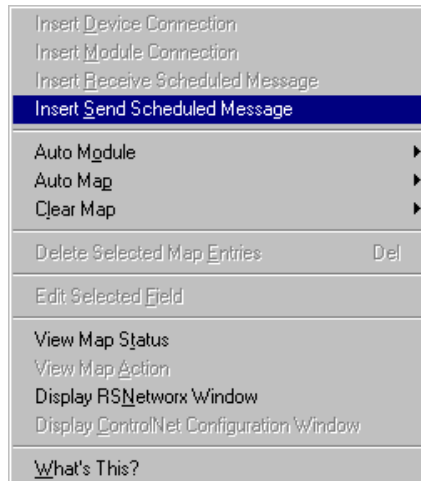 Insert Device Connection
Insert Module Connection
Insert Receive Scheduled Message
Insert Send Scheduled Message
Auto Module
Auto Map
Clear Map
Delete Selected Map Entries Del
Edit Selected Field
View Map Status
View Map Action
Display RSNetworx Window
Display ControlNet Configuration Window
What's This?